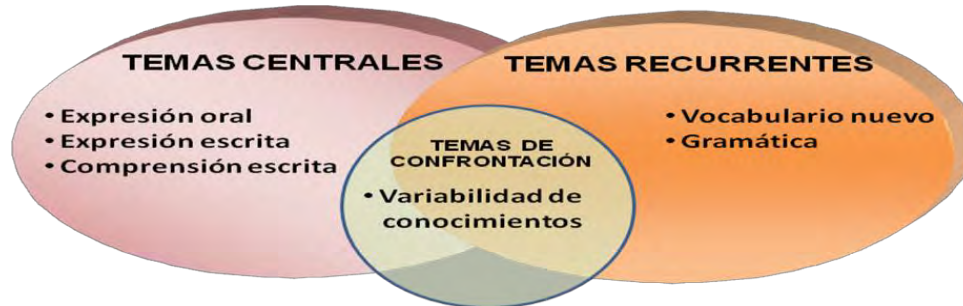 TEMAS CENTRALES
• Expresión oral
• Expresión escrita
• Comprensión escrita
TEMAS RECURRENTES
• Vocabulario nuevo
• Gramática
TEMAS DE
CONFRONTACIÓN
• Variabilidad de
conocimientos